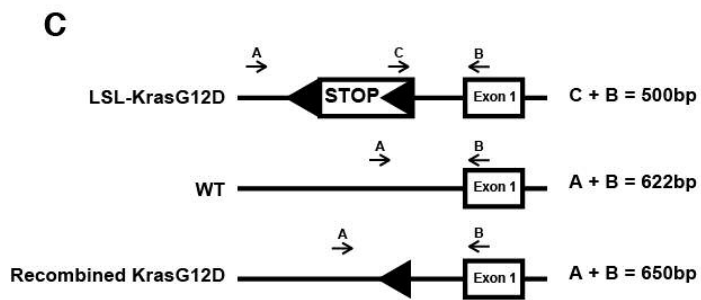 C
A C B
LSL-KrasG12D STOP Exon 1 C + B = 500bp
A B
WT Exon 1 A + B = 622bp
A B
Recombined KrasG12D Exon 1 A + B = 650bp